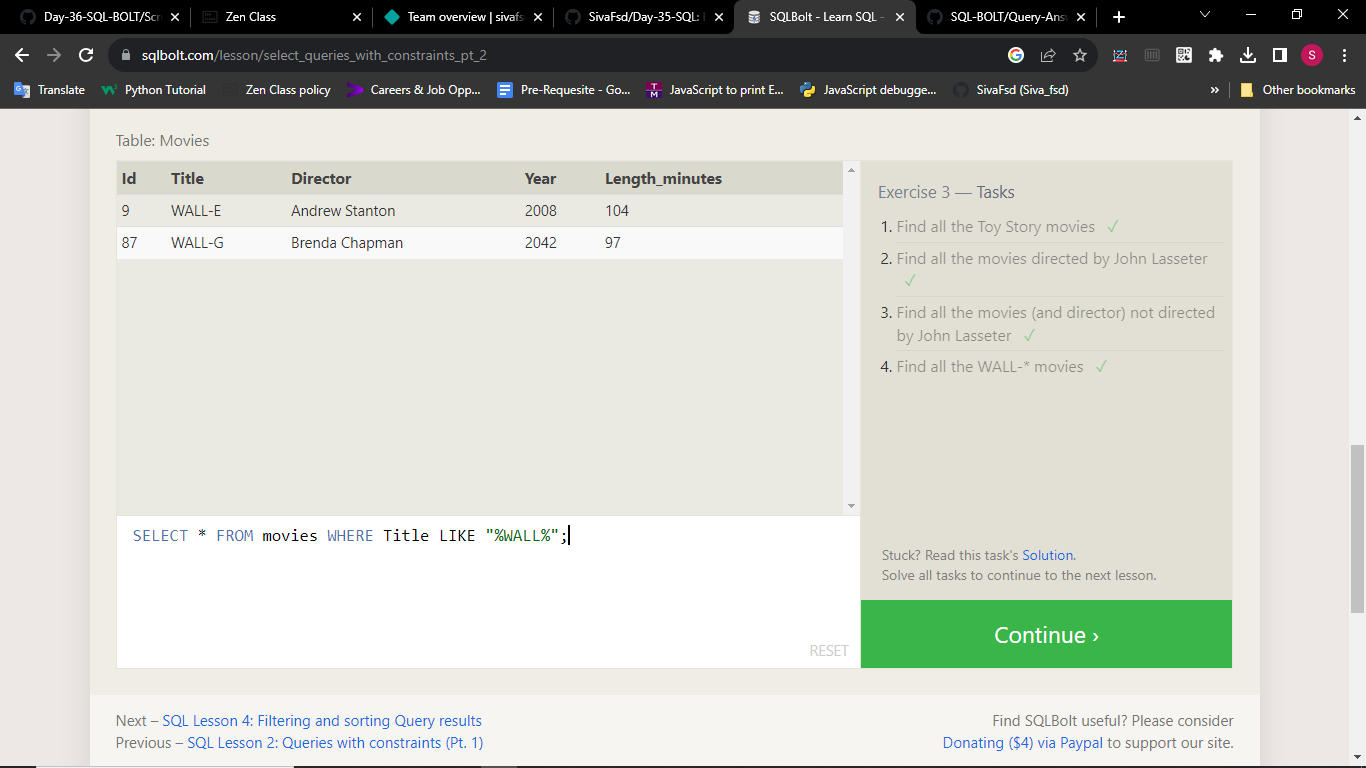 Day-36-SQL-BOLT/Scr
Zen Class
Team overview | sivafs
SivaFsd/Day-35-SQL:
SQLBolt - Learn SQL -
SQL-BOLT/Query-Ans
sqlbolt.com/lesson/select_queries_with_constraints_pt_2
S
Translate
Python Tutorial
Zen Class policy
Careers & Job Opp...
Pre-Requesite - Go...
JavaScript to print E...
JavaScript debugge...
SivaFsd (Siva_fsd)
»
Other bookmarks
Table: Movies
Id Title Director Year Length_minutes
9 WALL-E Andrew Stanton 2008 104
87 WALL-G Brenda Chapman 2042 97
Exercise 3 — Tasks
1. Find all the Toy Story movies ✓
2. Find all the movies directed by John Lasseter
✓
3. Find all the movies (and director) not directed
by John Lasseter ✓
4. Find all the WALL-* movies ✓
SELECT * FROM movies WHERE Title LIKE "%WALL%";
RESET
Stuck? Read this task's Solution.
Solve all tasks to continue to the next lesson.
Continue ›
Next – SQL Lesson 4: Filtering and sorting Query results
Previous – SQL Lesson 2: Queries with constraints (Pt. 1)
Find SQLBolt useful? Please consider
Donating ($4) via Paypal to support our site.